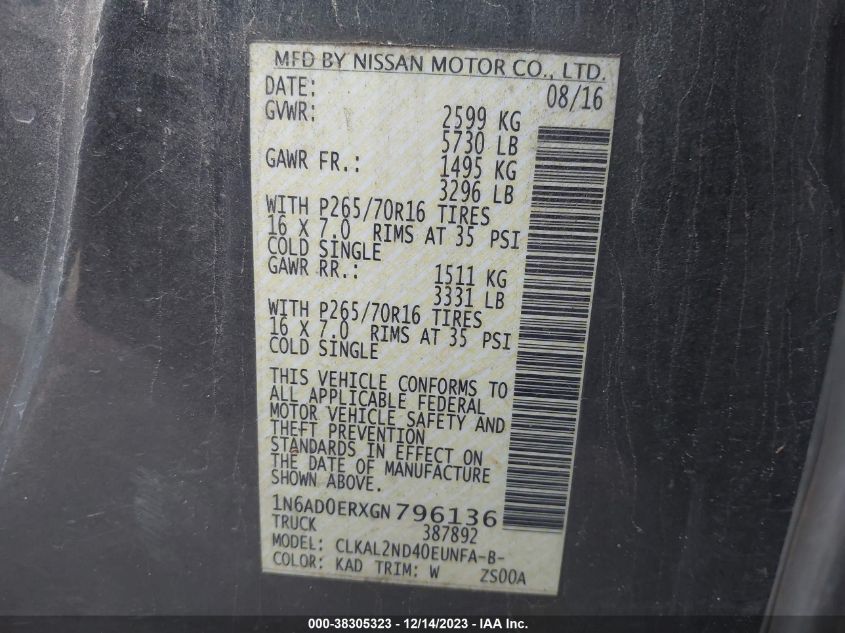 MFD BY NISSAN MOTOR CO., LTD.
DATE: 08/16
GVWR: 2599 KG
5730 LB
GAWR FR.: 1495 KG
3296 LB
WITH P265/70R16 TIRES
16 X 7.0 RIMS AT 35 PSI
COLD SINGLE
GAWR RR.: 1511 KG
3331 LB
WITH P265/70R16 TIRES
16 X 7.0 RIMS AT 35 PSI
COLD SINGLE
THIS VEHICLE CONFORMS TO
ALL APPLICABLE FEDERAL
MOTOR VEHICLE SAFETY AND
THEFT PREVENTION
STANDARDS IN EFFECT ON
THE DATE OF MANUFACTURE
SHOWN ABOVE.
1N6AD0ERXGN796136
TRUCK 387892
MODEL: CLKAL2ND40EUNFA-B-
COLOR: KAD TRIM: W ZS00A
000-38305323 - 12/14/2023 - IAA Inc.